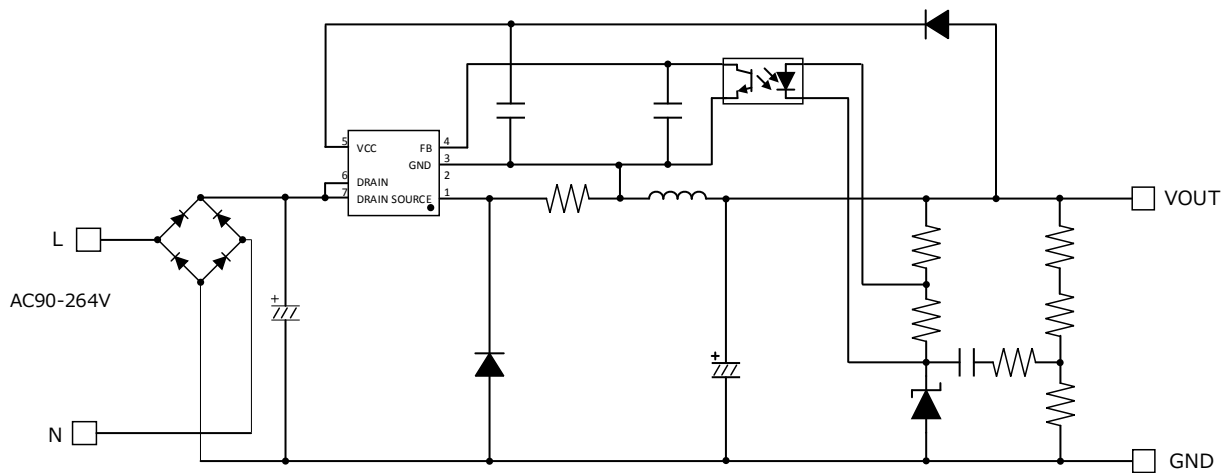 5 VCC FB 4
GND 3
6 DRAIN 2
7 DRAIN SOURCE 1
VOUT
L
AC90-264V
+
+
N
GND